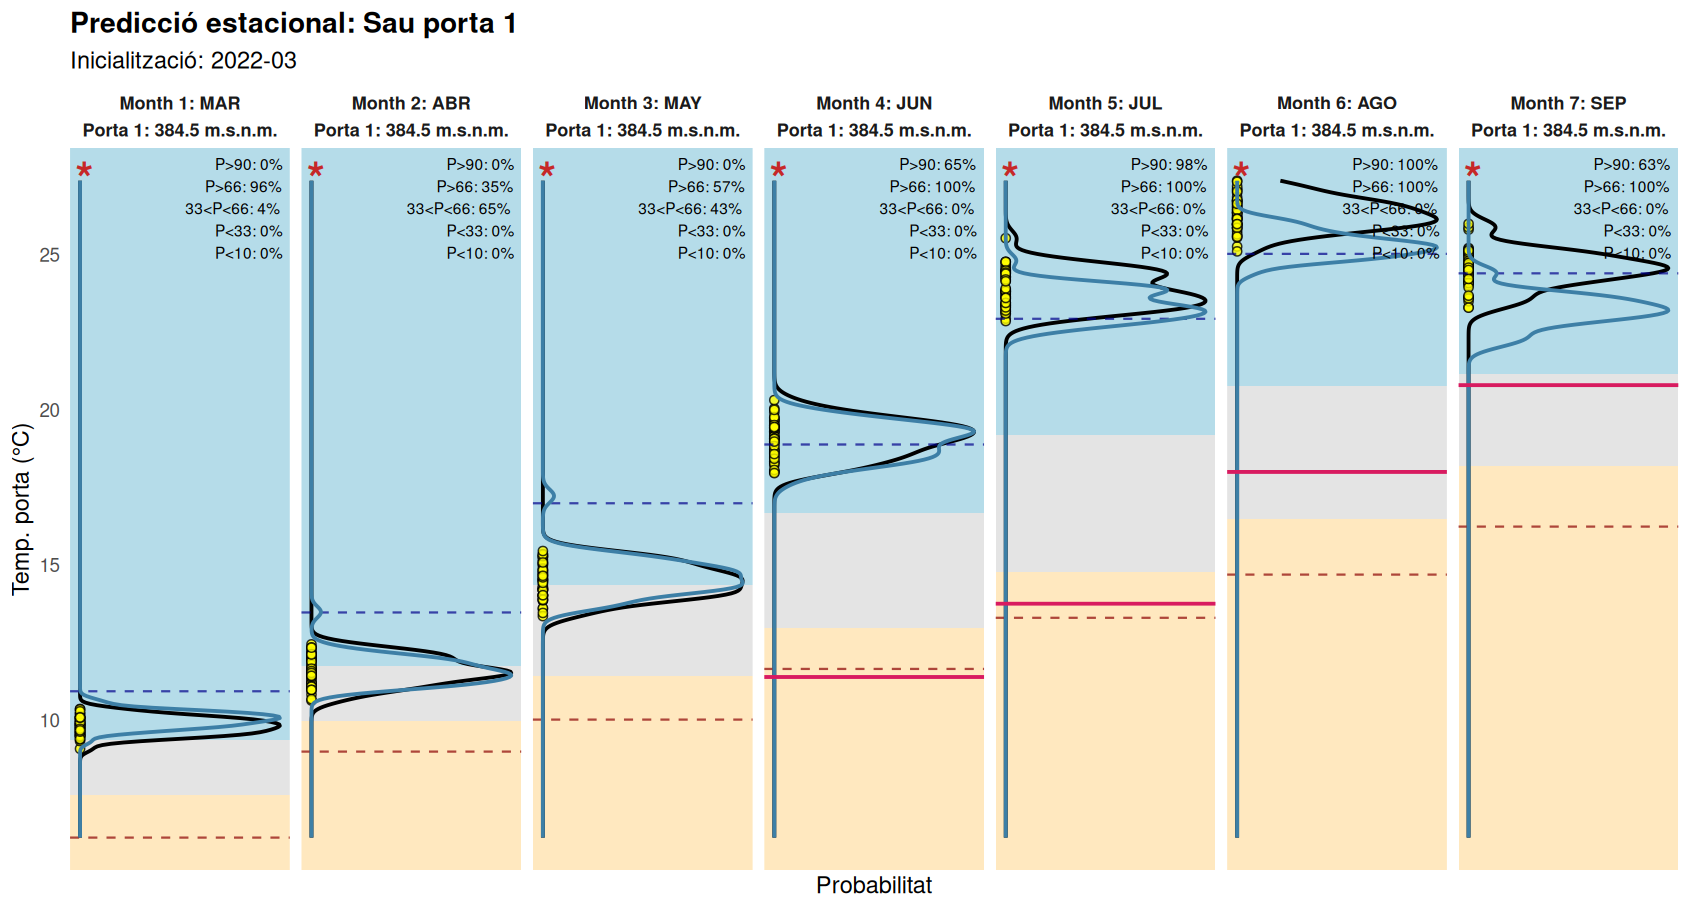 Predicció estacional: Sau porta 1
Inicialització: 2022-03
Month 1: MAR
Porta 1: 384.5 m.s.n.m.
Month 2: ABR
Porta 1: 384.5 m.s.n.m.
Month 3: MAY
Porta 1: 384.5 m.s.n.m.
Month 4: JUN
Porta 1: 384.5 m.s.n.m.
Month 5: JUL
Porta 1: 384.5 m.s.n.m.
Month 6: AGO
Porta 1: 384.5 m.s.n.m.
Month 7: SEP
Porta 1: 384.5 m.s.n.m.
*
P>90: 0%
P>66: 96%
33<P<66: 4%
P<33: 0%
P<10: 0%
*
P>90: 0%
P>66: 35%
33<P<66: 65%
P<33: 0%
P<10: 0%
*
P>90: 0%
P>66: 57%
33<P<66: 43%
P<33: 0%
P<10: 0%
*
P>90: 65%
P>66: 100%
33<P<66: 0%
P<33: 0%
P<10: 0%
*
P>90: 98%
P>66: 100%
33<P<66: 0%
P<33: 0%
P<10: 0%
*
P>90: 100%
P>66: 100%
33<P<66: 0%
P<33: 0%
P<10: 0%
*
P>90: 63%
P>66: 100%
33<P<66: 0%
P<33: 0%
P<10: 0%
25
20
15
10
Temp. porta (°C)
Probabilitat